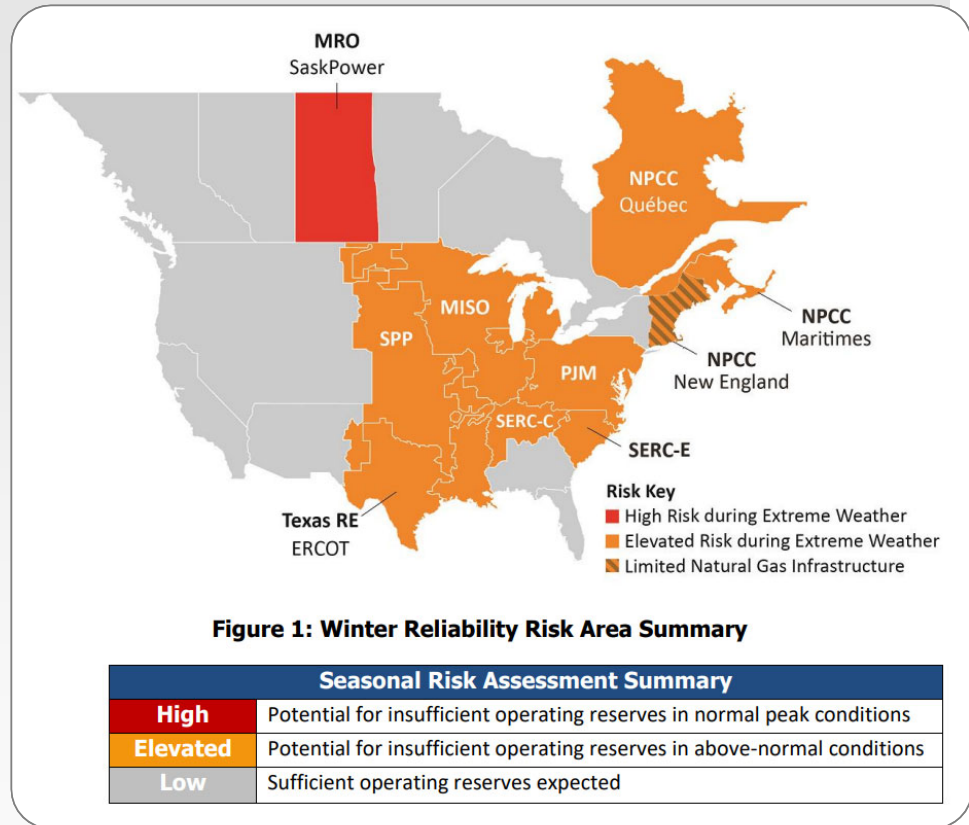 MRO
SaskPower
NPCC
Québec
MISO
SPP
NPCC
Maritimes
NPCC
New England
PJM
SERC-C
SERC-E
Texas RE
ERCOT
Risk Key
High Risk during Extreme Weather
Elevated Risk during Extreme Weather
Limited Natural Gas Infrastructure
Figure 1: Winter Reliability Risk Area Summary
Seasonal Risk Assessment Summary
High Potential for insufficient operating reserves in normal peak conditions
Elevated Potential for insufficient operating reserves in above-normal conditions
Low Sufficient operating reserves expected